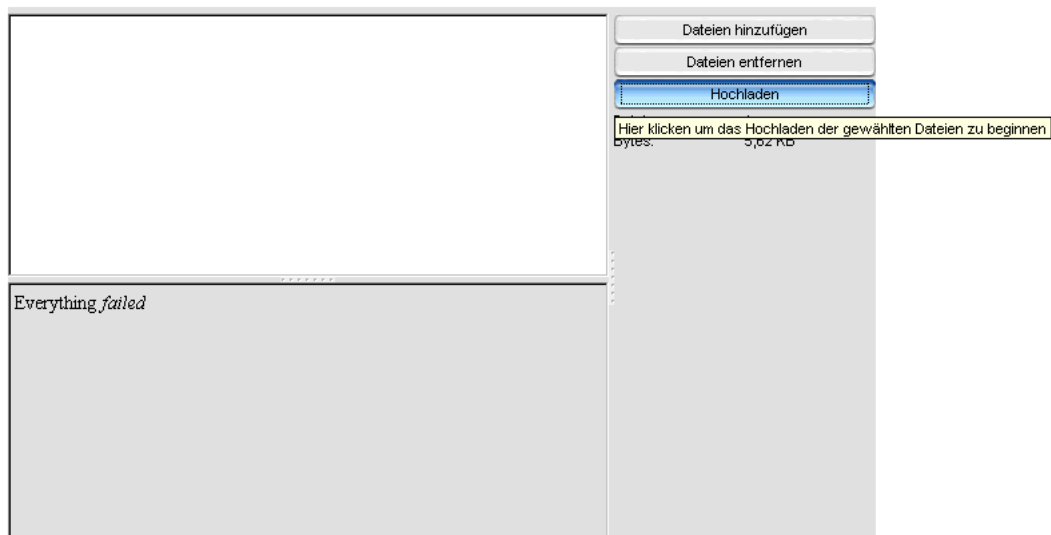 Dateien hinzufügen
Dateien entfernen
Hochladen
Hier klicken um das Hochladen der gewählten Dateien zu beginnen
Bytes: 5,62 KB
Everything failed